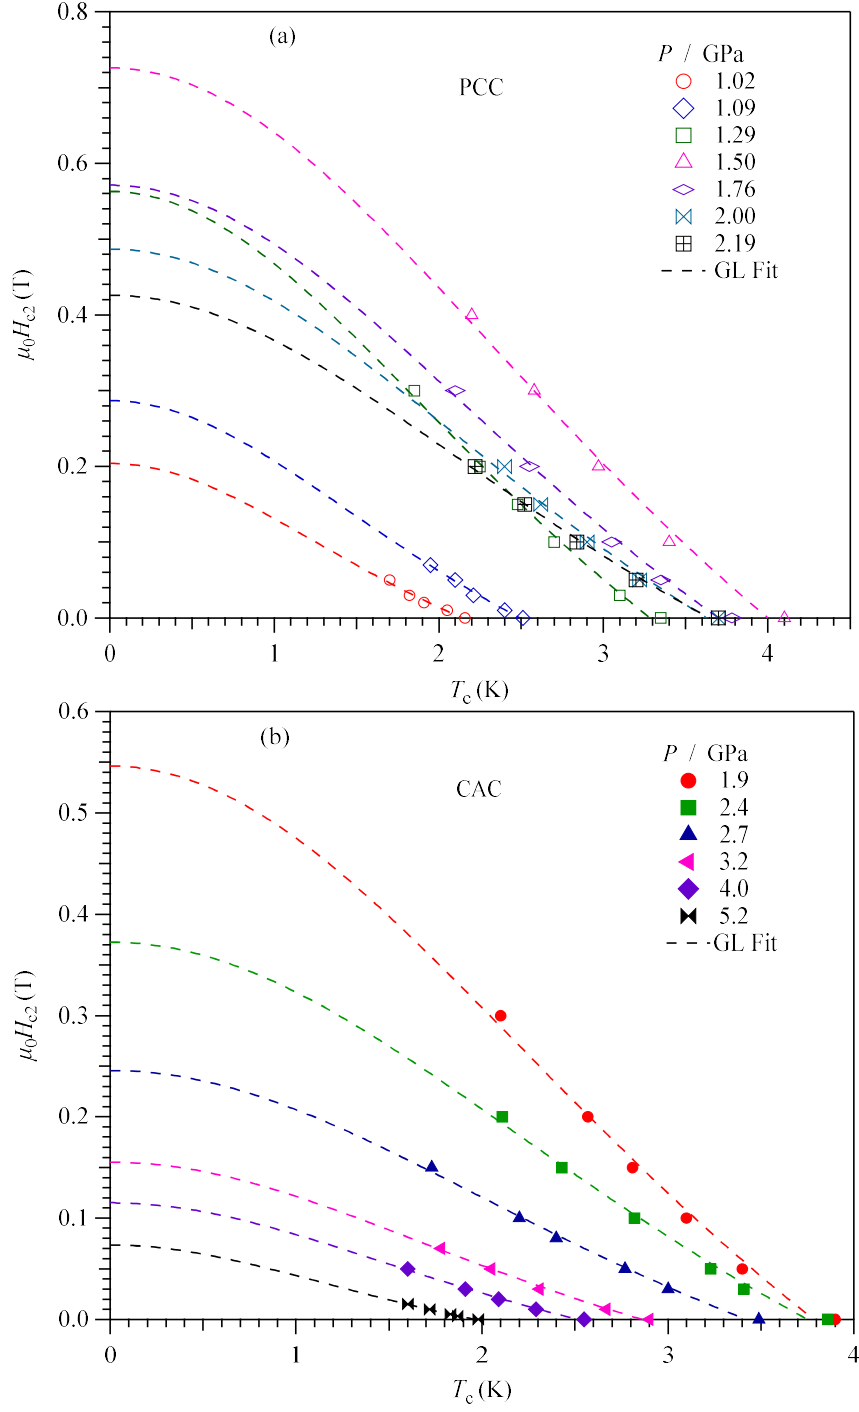 0.8
(a)
P / GPa
PCC
1.02
1.09
1.29
1.50
0.6
1.76
2.00
2.19
GL Fit
μ0Hc2 (T)
0.4
0.2
0.0
0 1 2 3 4
Tc (K)
0.6
(b)
P / GPa
CAC
1.9
2.4
0.5
2.7
3.2
4.0
5.2
0.4
GL Fit
μ0Hc2 (T)
0.3
0.2
0.1
0.0
0 1 2 3 4
Tc (K)